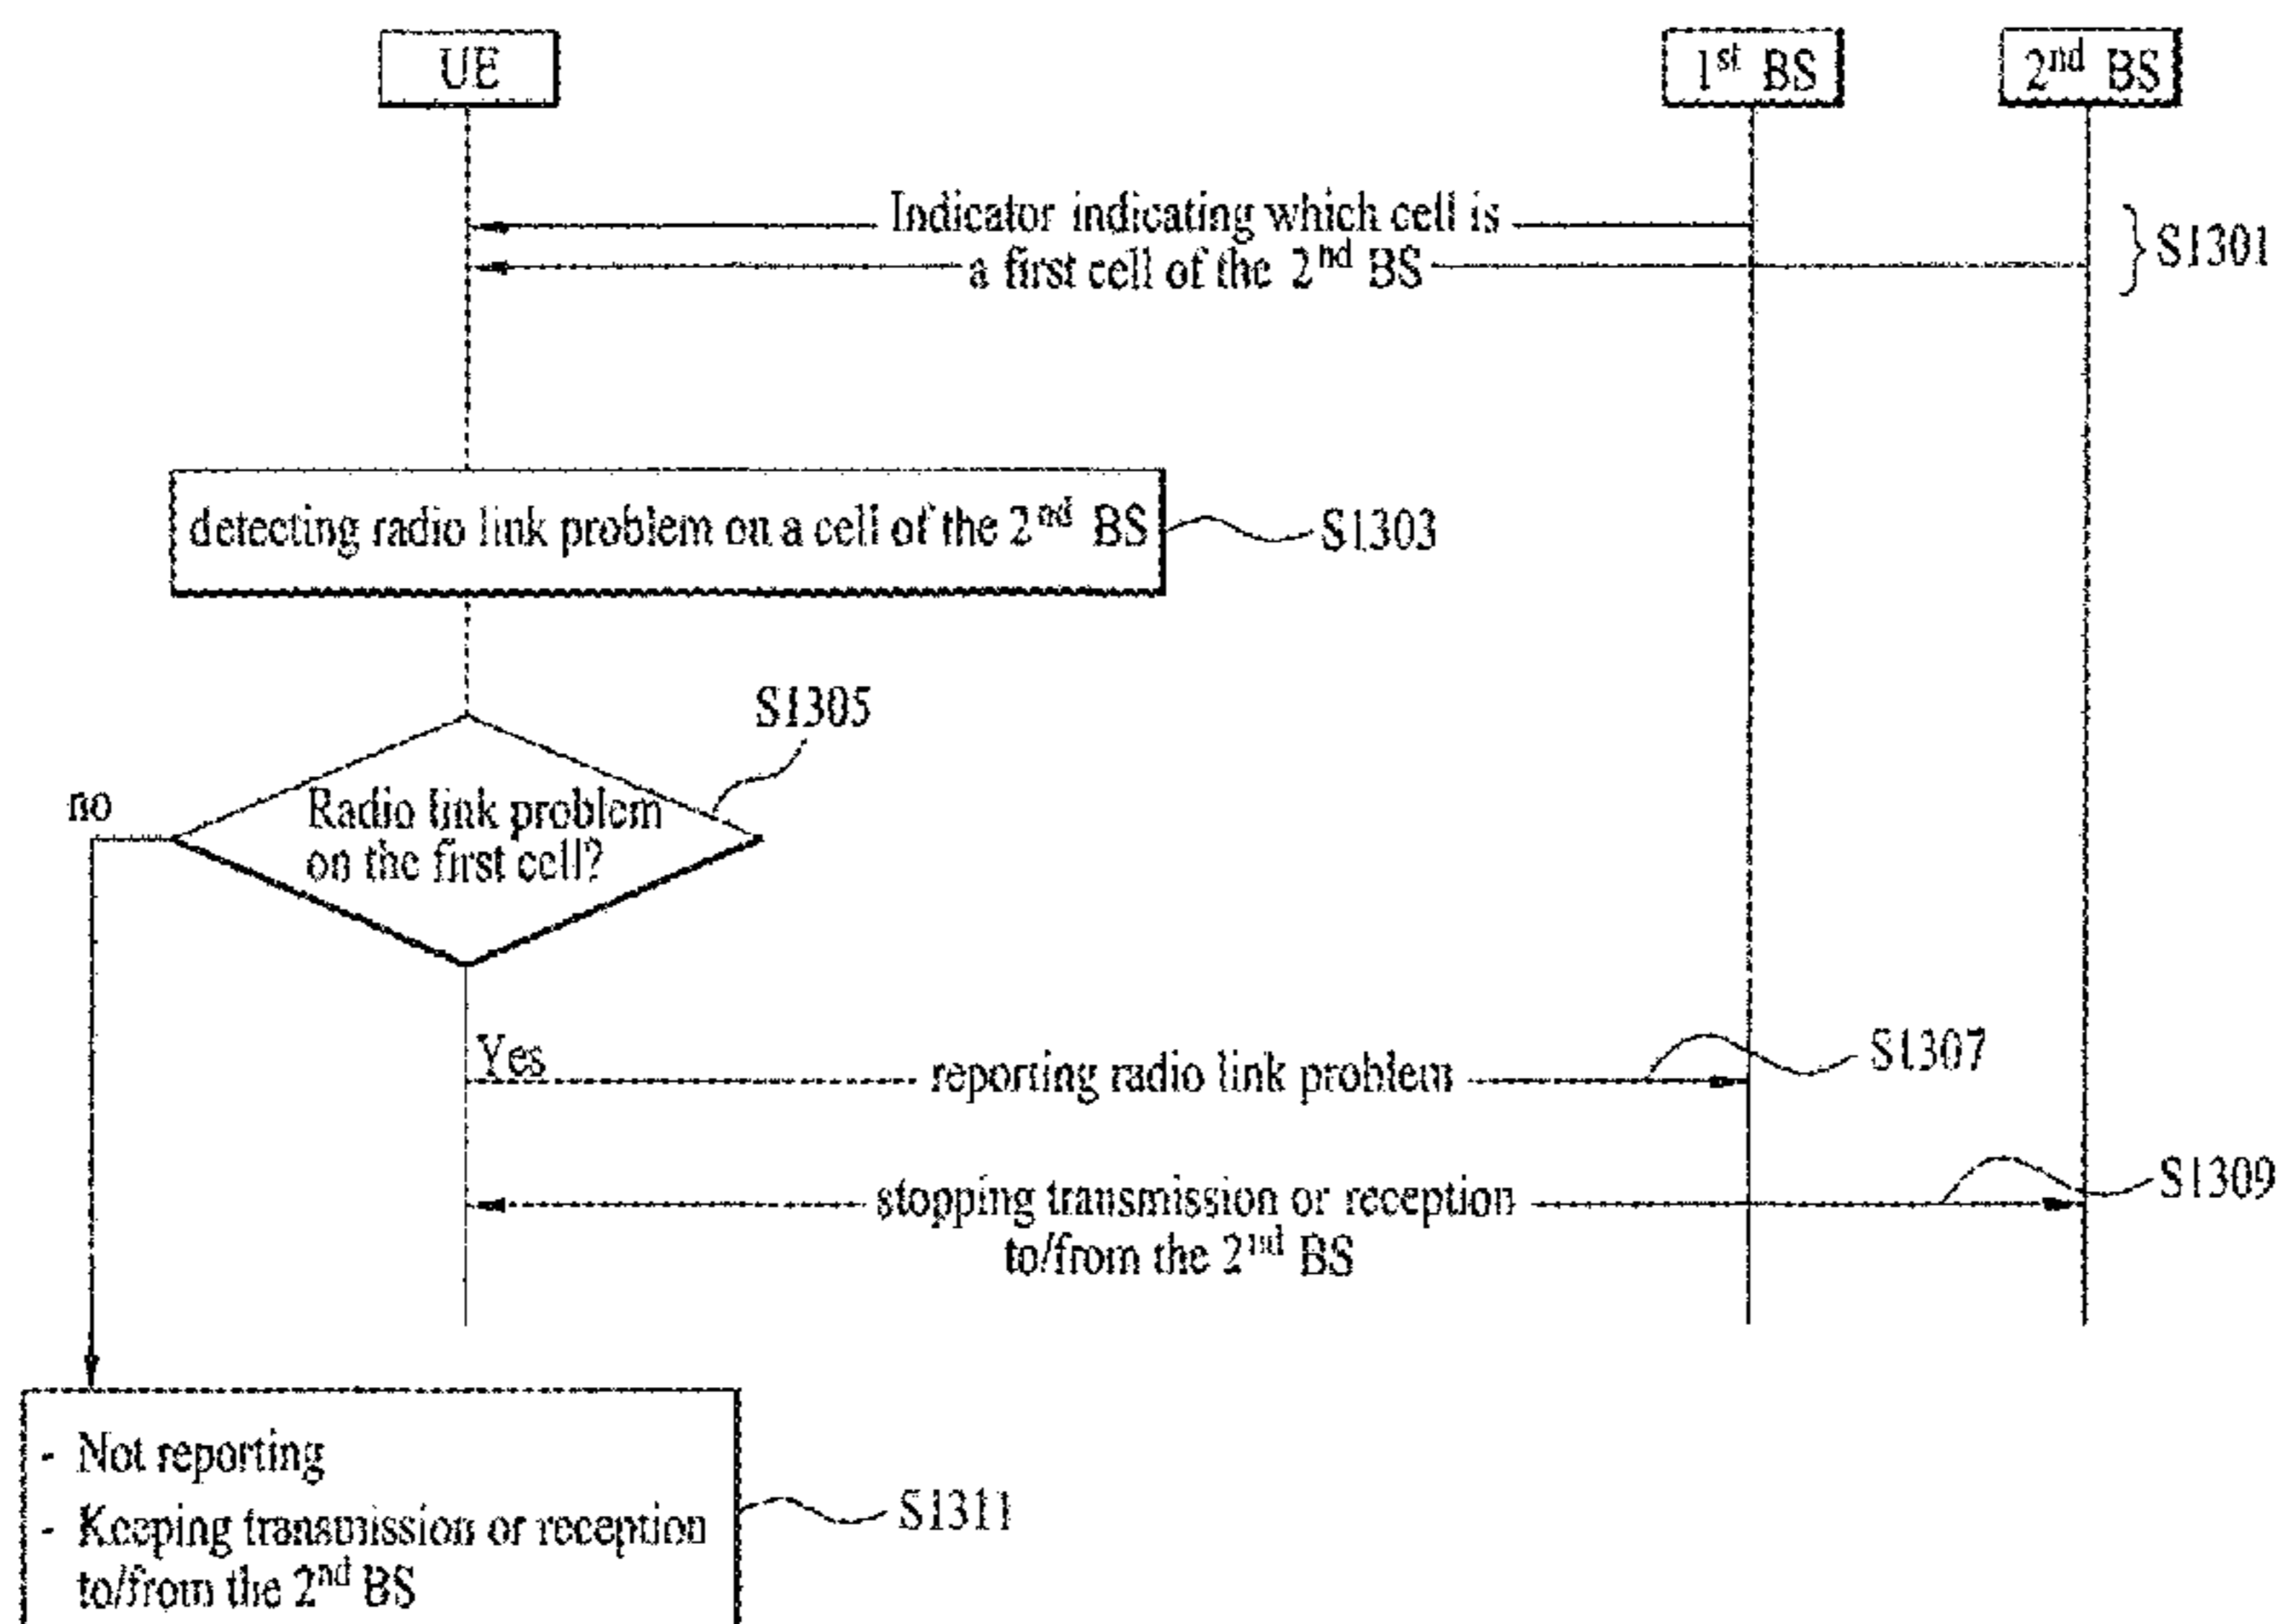 UE
1st BS
2nd BS
Indicator indicating which cell is
a first cell of the 2nd BS
S1301
detecting radio link problem on a cell of the 2nd BS
S1303
S1305
no
Radio link problem
on the first cell?
Yes
reporting radio link problem
S1307
stopping transmission or reception
to/from the 2nd BS
S1309
- Not reporting
- Keeping transmission or reception
to/from the 2nd BS
S1311